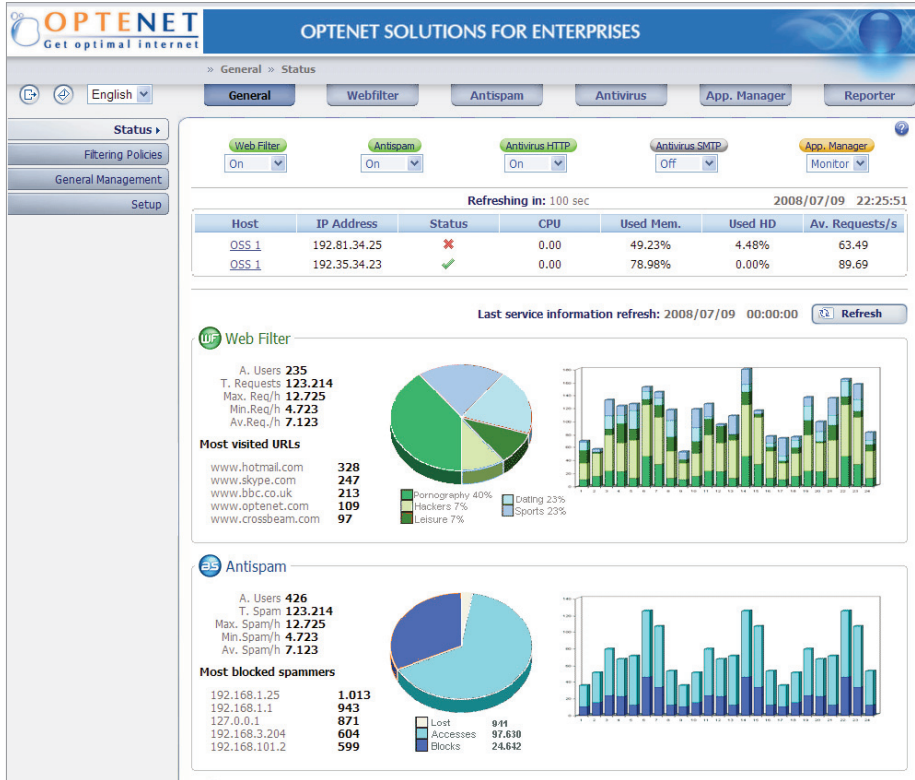 OPTENET
Get optimal internet
OPTENET SOLUTIONS FOR ENTERPRISES
» General » Status
English
General Webfilter Antispam Antivirus App. Manager Reporter
Status
Filtering Policies
General Management
Setup
Web Filter Antispam Antivirus HTTP Antivirus SMTP App. Manager
On On On Off Monitor
Refreshing in: 100 sec 2008/07/09 22:25:51
Host IP Address Status CPU Used Mem. Used HD Av. Requests/s
OSS 1 192.81.34.25 0.00 49.23% 4.48% 63.49
OSS 1 192.35.34.23 0.00 78.98% 0.00% 89.69
Last service information refresh: 2008/07/09 00:00:00 Refresh
WF Web Filter
A. Users 235
T. Requests 123.214
Max. Req/h 12.725
Min.Req/h 4.723
Av.Req./h 7.123
Most visited URLs
www.hotmail.com 328
www.skype.com 247
www.bbc.co.uk 213
www.optenet.com 109
www.crossbeam.com 97
Pornography 40%
Hackers 7%
Leisure 7%
Dating 23%
Sports 23%
as Antispam
A. Users 426
T. Spam 123.214
Max. Spam/h 12.725
Min.Spam/h 4.723
Av. Spam/h 7.123
Most blocked spammers
192.168.1.25 1.013
192.168.1.1 943
127.0.0.1 871
192.168.3.204 604
192.168.101.2 599
Lost 941
Accesses 97.630
Blocks 24.642